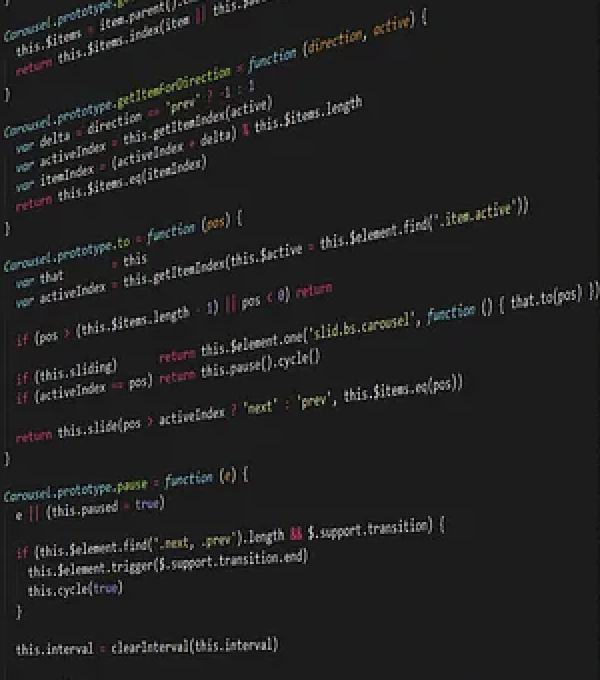 }
Carousel.prototype.
this.$items = item.parent().
return this.$items.index(item || this.
}
Carousel.prototype.getItemForDirection = function (direction, active) {
var delta = direction == 'prev' ? -1 : 1
var activeIndex = this.getItemIndex(active)
var itemIndex = (activeIndex + delta) % this.$items.length
return this.$items.eq(itemIndex)
}
Carousel.prototype.to = function (pos) {
var that = this
var activeIndex = this.getItemIndex(this.$active = this.$element.find('.item.active'))
if (pos > (this.$items.length - 1) || pos < 0) return
if (this.sliding) return this.$element.one('slid.bs.carousel', function () { that.to(pos) })
if (activeIndex == pos) return this.pause().cycle()
return this.slide(pos > activeIndex ? 'next' : 'prev', this.$items.eq(pos))
}
Carousel.prototype.pause = function (e) {
e || (this.paused = true)
if (this.$element.find('.next, .prev').length && $.support.transition) {
this.$element.trigger($.support.transition.end)
this.cycle(true)
}
this.interval = clearInterval(this.interval)